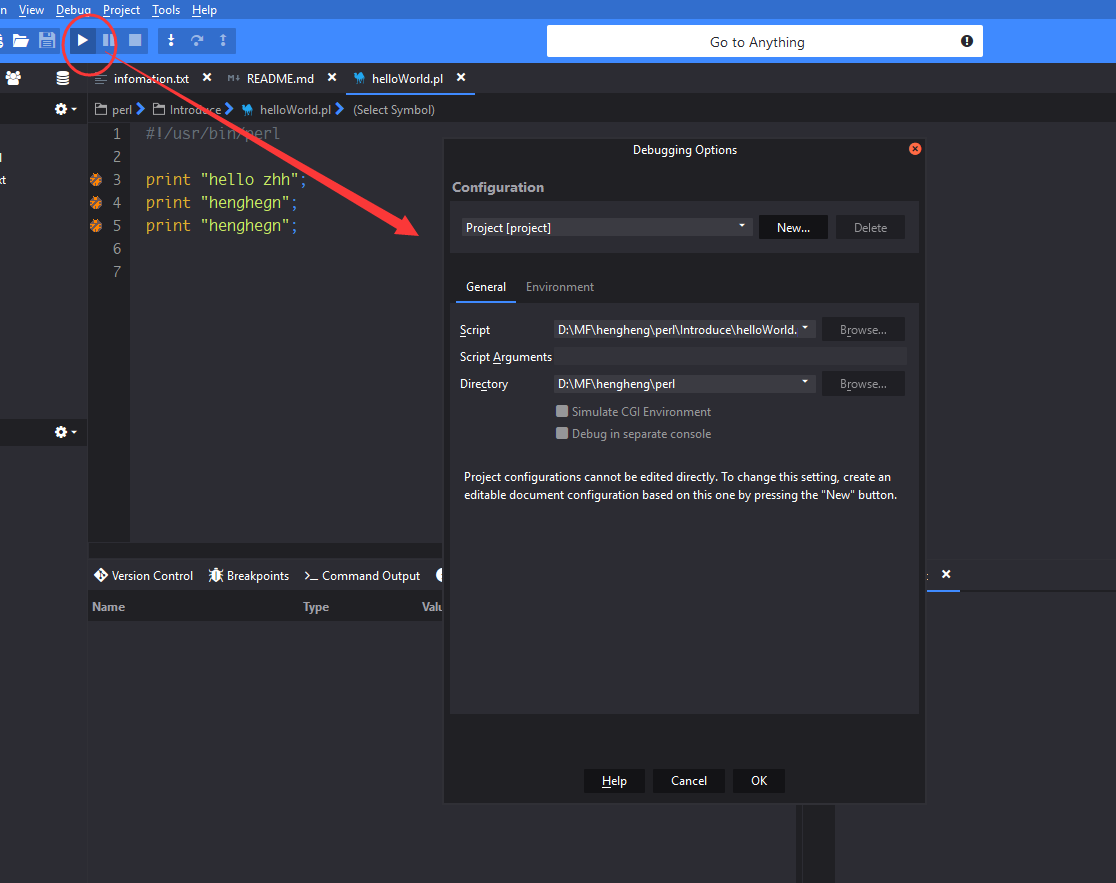 View Debug Project Tools Help
Go to Anything
infomation.txt README.md helloWorld.pl
perl Introduce helloWorld.pl (Select Symbol)
1 #!/usr/bin/perl
2
3 print "hello zhh";
4 print "henghegn";
5 print "henghegn";
6
7
Debugging Options
Configuration
Project [project] New... Delete
General Environment
Script D:\MF\hengheng\perl\Introduce\helloWorld. Browse...
Script Arguments
Directory D:\MF\hengheng\perl Browse...
Simulate CGI Environment
Debug in separate console
Project configurations cannot be edited directly. To change this setting, create an
editable document configuration based on this one by pressing the "New" button.
Version Control Breakpoints Command Output
Name Type Valu
Help Cancel OK